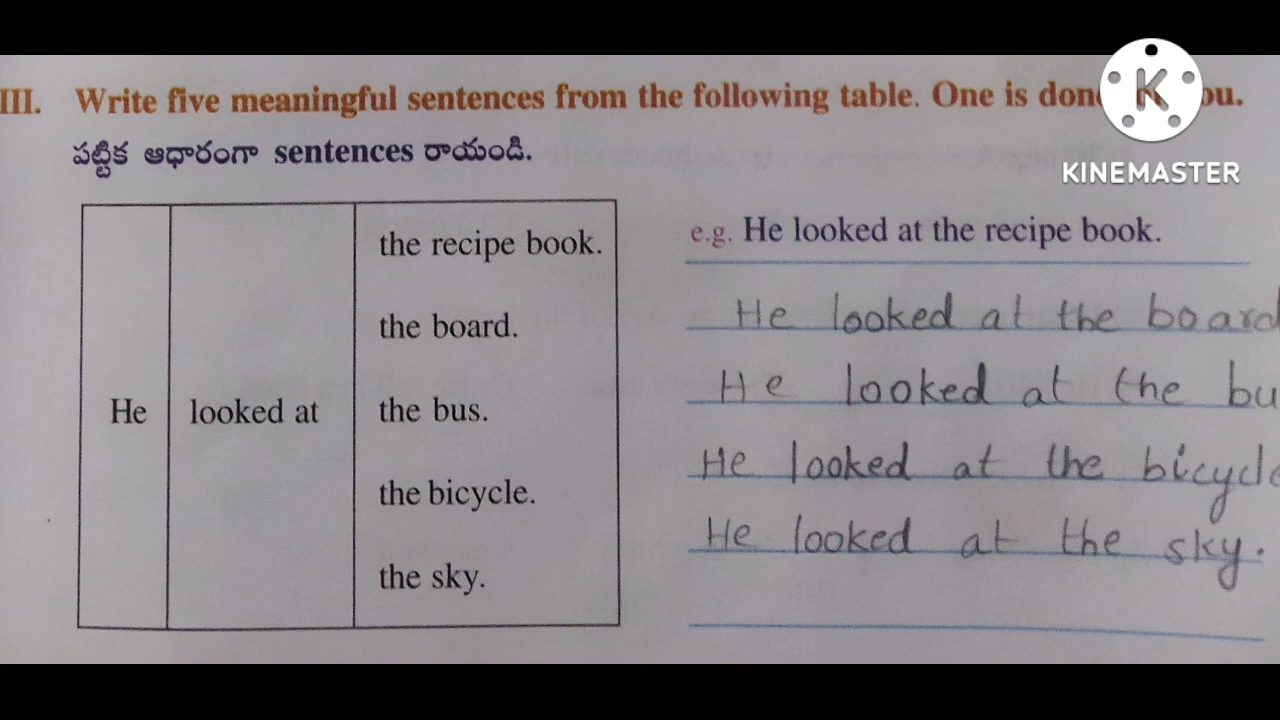 III. Write five meaningful sentences from the following table. One is done
పట్టిక ఆధారంగా sentences రాయండి.
K
KINEMASTER
He
looked at
the recipe book.
the board.
the bus.
the bicycle.
the sky.
e.g. He looked at the recipe book.
He looked at the board
He looked at the bu
He looked at the bicycle
He looked at the sky.